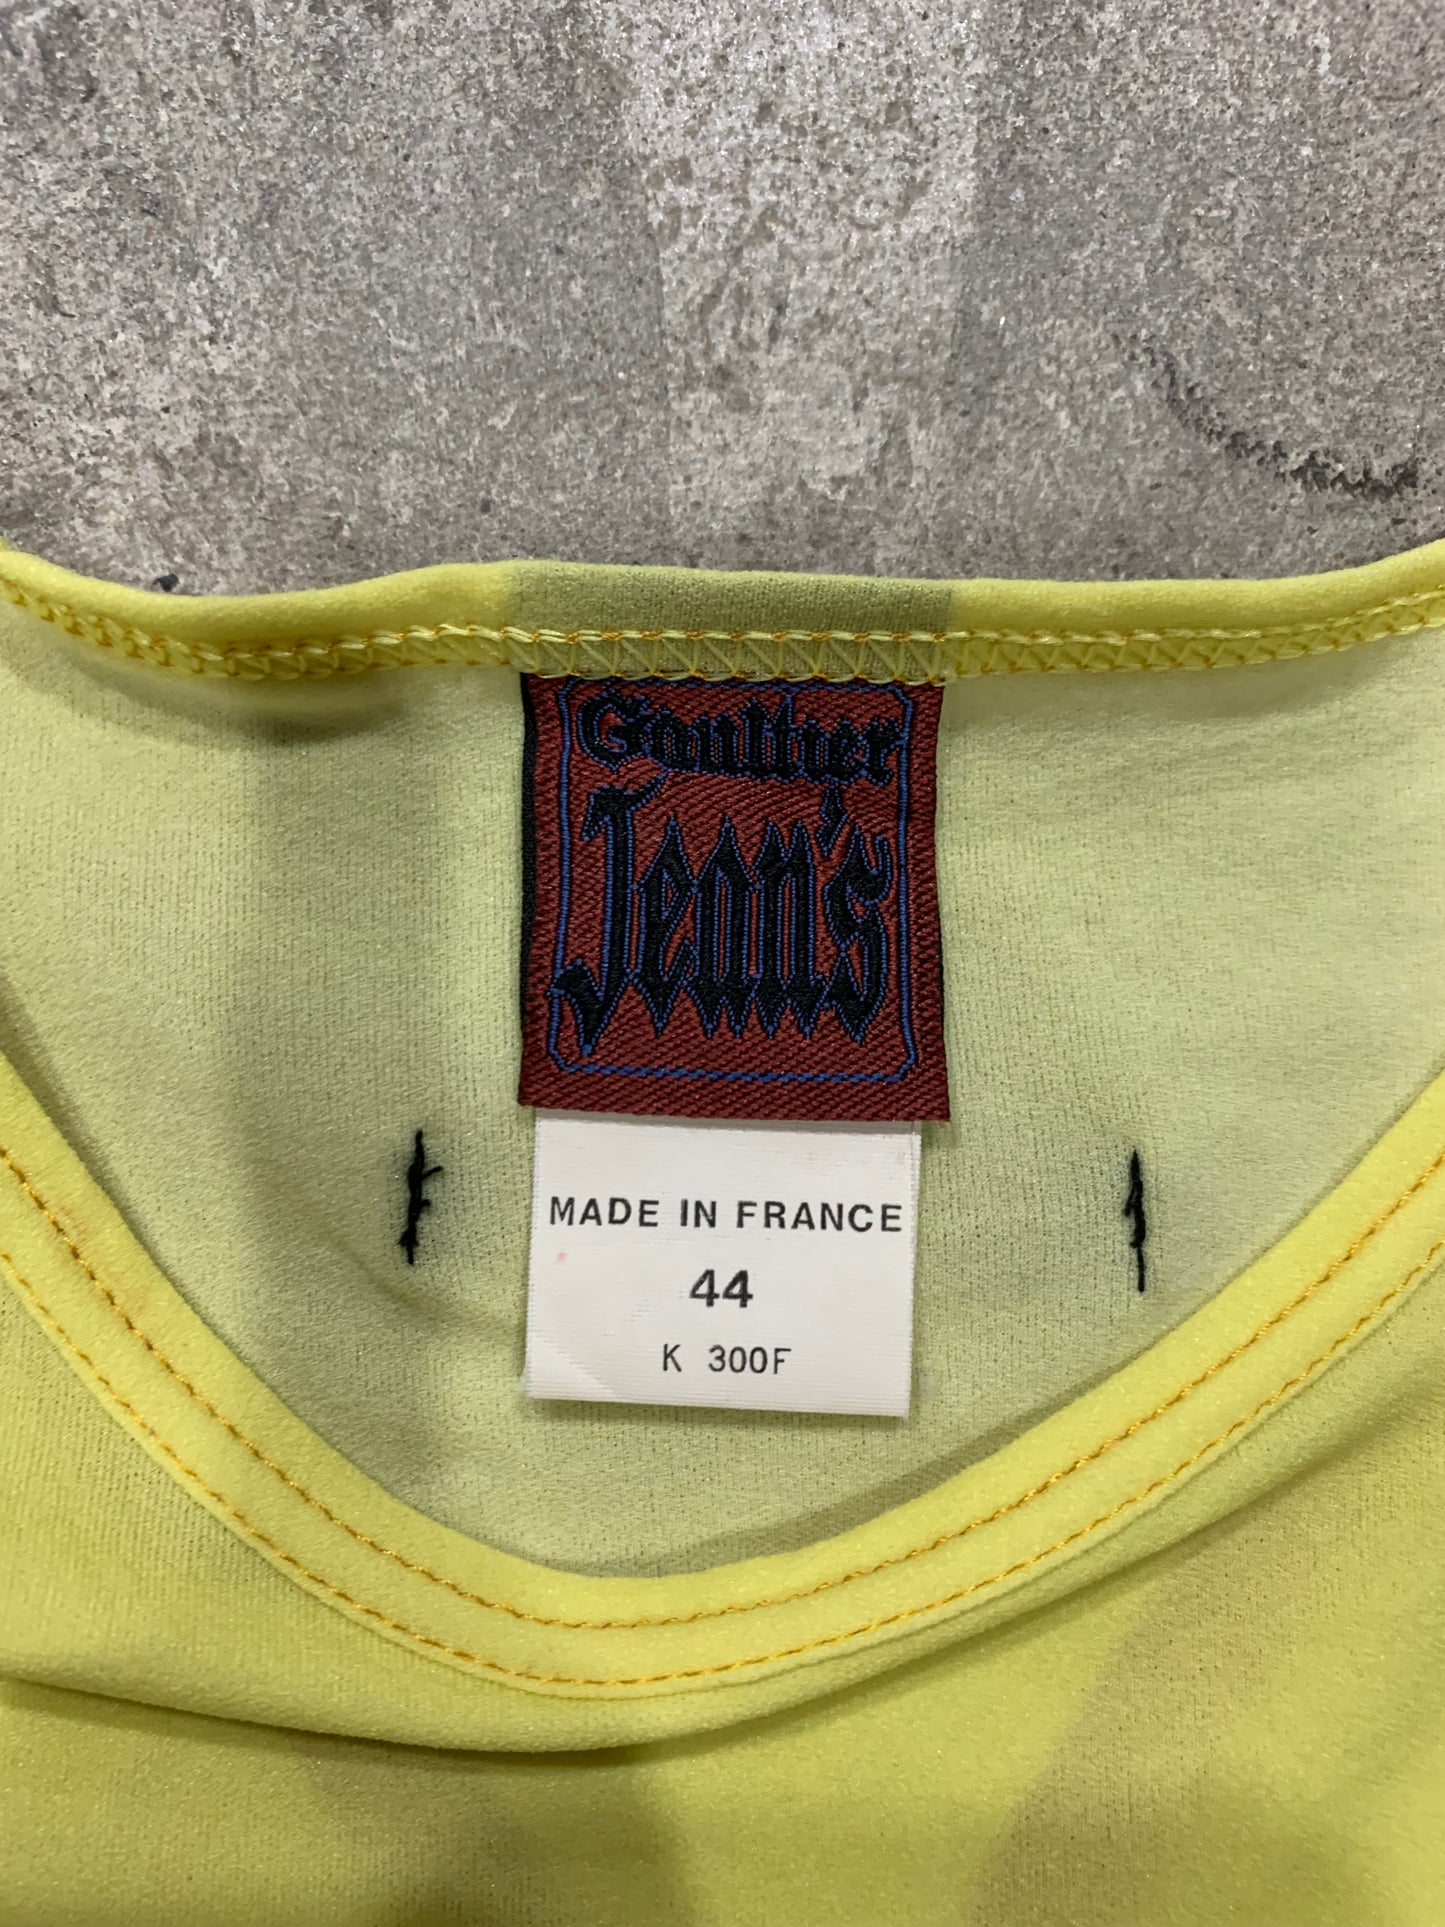 Gaultier
Jean's
MADE IN FRANCE
44
K 300F